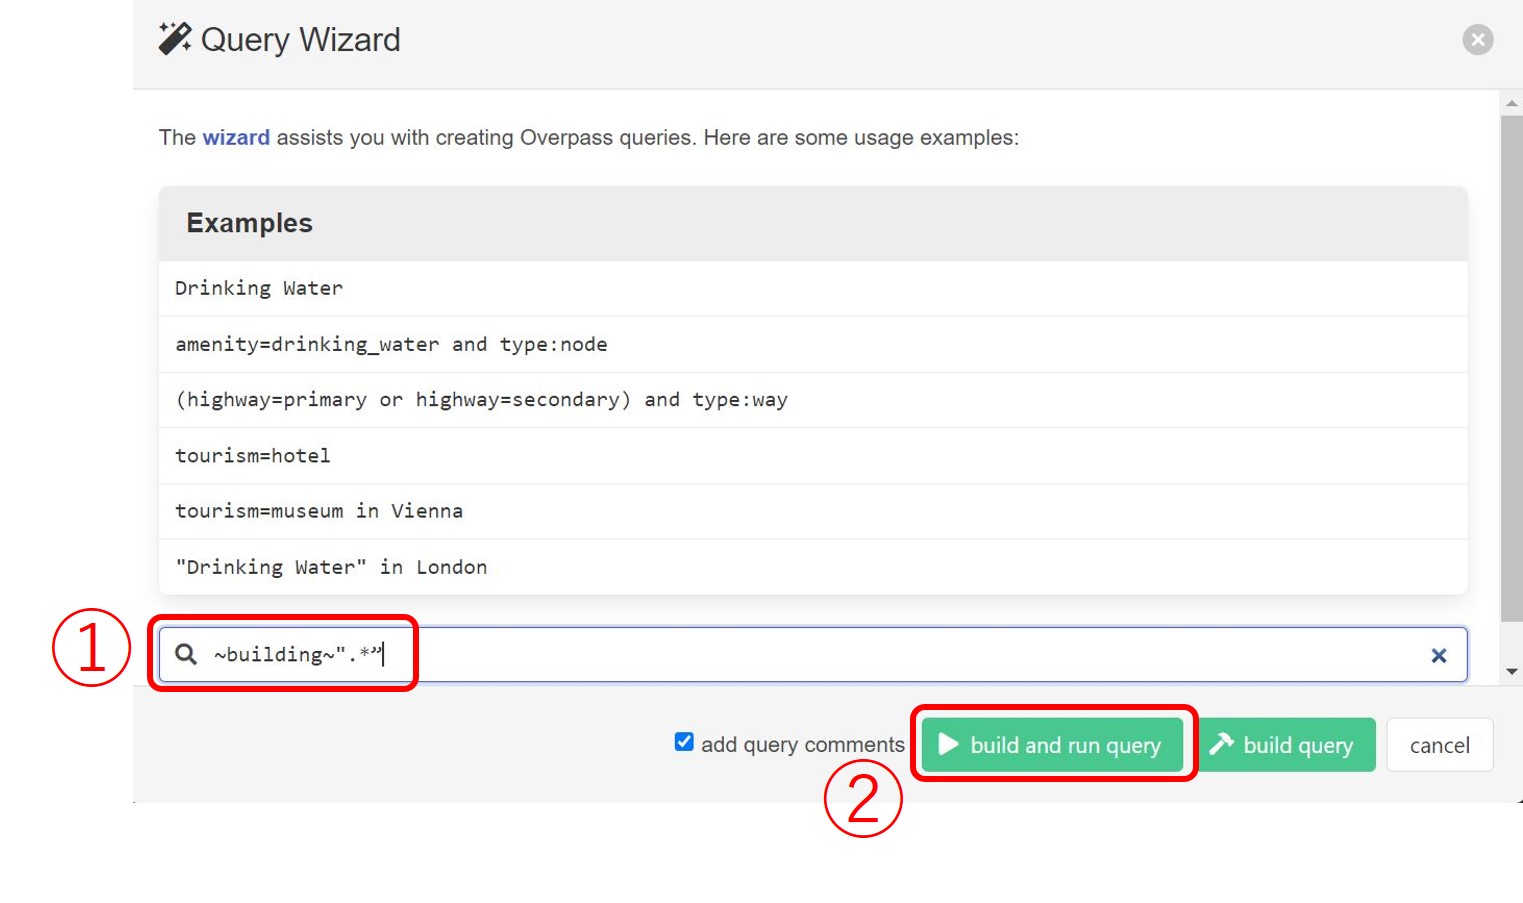 Query Wizard
The wizard assists you with creating Overpass queries. Here are some usage examples:
Examples
Drinking Water
amenity=drinking_water and type:node
(highway=primary or highway=secondary) and type:way
tourism=hotel
tourism=museum in Vienna
"Drinking Water" in London
① ~building~".*”
add query comments build and run query build query cancel
②